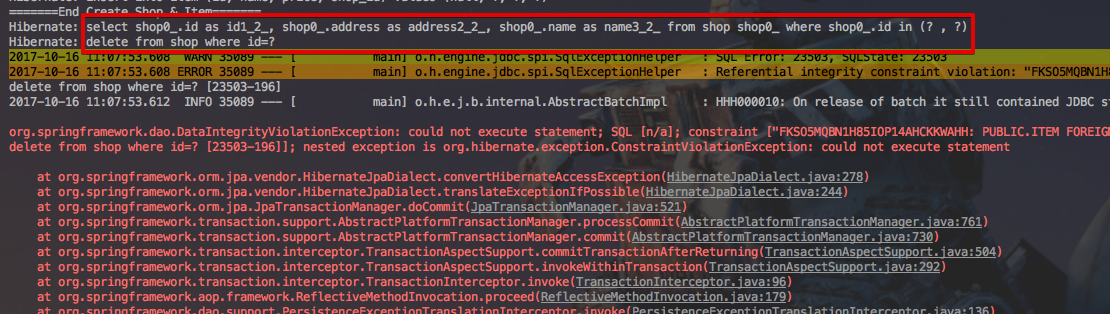 =======End Create Shop & Item=======
Hibernate: select shop0_.id as id1_2_, shop0_.address as address2_2_, shop0_.name as name3_2_ from shop shop0_ where shop0_.id in (? , ?)
Hibernate: delete from shop where id=?
2017-10-16 11:07:53.608  WARN 35089 --- [           main] o.h.engine.jdbc.spi.SqlExceptionHelper   : SQL Error: 23503, SQLState: 23503
2017-10-16 11:07:53.608 ERROR 35089 --- [           main] o.h.engine.jdbc.spi.SqlExceptionHelper   : Referential integrity constraint violation: "FKSO5MQBN1H8
delete from shop where id=? [23503-196]
2017-10-16 11:07:53.612  INFO 35089 --- [           main] o.h.e.j.b.internal.AbstractBatchImpl     : HHH000010: On release of batch it still contained JDBC st
org.springframework.dao.DataIntegrityViolationException: could not execute statement; SQL [n/a]; constraint ["FKSO5MQBN1H85IOP14AHCKKWAHH: PUBLIC.ITEM FOREIG
delete from shop where id=? [23503-196]]; nested exception is org.hibernate.exception.ConstraintViolationException: could not execute statement
at org.springframework.orm.jpa.vendor.HibernateJpaDialect.convertHibernateAccessException(HibernateJpaDialect.java:278)
at org.springframework.orm.jpa.vendor.HibernateJpaDialect.translateExceptionIfPossible(HibernateJpaDialect.java:244)
at org.springframework.orm.jpa.JpaTransactionManager.doCommit(JpaTransactionManager.java:521)
at org.springframework.transaction.support.AbstractPlatformTransactionManager.processCommit(AbstractPlatformTransactionManager.java:761)
at org.springframework.transaction.support.AbstractPlatformTransactionManager.commit(AbstractPlatformTransactionManager.java:730)
at org.springframework.transaction.interceptor.TransactionAspectSupport.commitTransactionAfterReturning(TransactionAspectSupport.java:504)
at org.springframework.transaction.interceptor.TransactionAspectSupport.invokeWithinTransaction(TransactionAspectSupport.java:292)
at org.springframework.transaction.interceptor.TransactionInterceptor.invoke(TransactionInterceptor.java:96)
at org.springframework.aop.framework.ReflectiveMethodInvocation.proceed(ReflectiveMethodInvocation.java:179)
at org.springframework.dao.support.PersistenceExceptionTranslationInterceptor.invoke(PersistenceExceptionTranslationInterceptor.java:136)